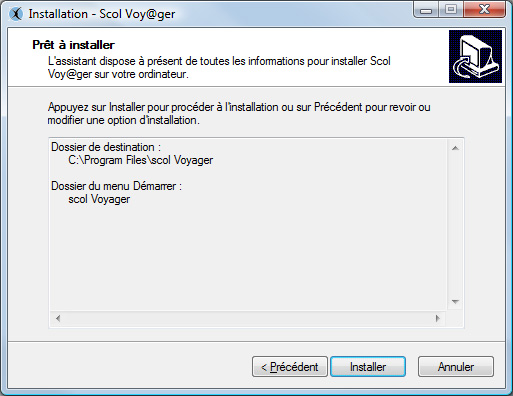 Installation - Scol Voy@ger
Prêt à installer
L'assistant dispose à présent de toutes les informations pour installer Scol
Voy@ger sur votre ordinateur.
Appuyez sur Installer pour procéder à l'installation ou sur Précédent pour revoir ou
modifier une option d'installation.
Dossier de destination :
C:\Program Files\scol Voyager
Dossier du menu Démarrer :
scol Voyager
< Précédent
Installer
Annuler